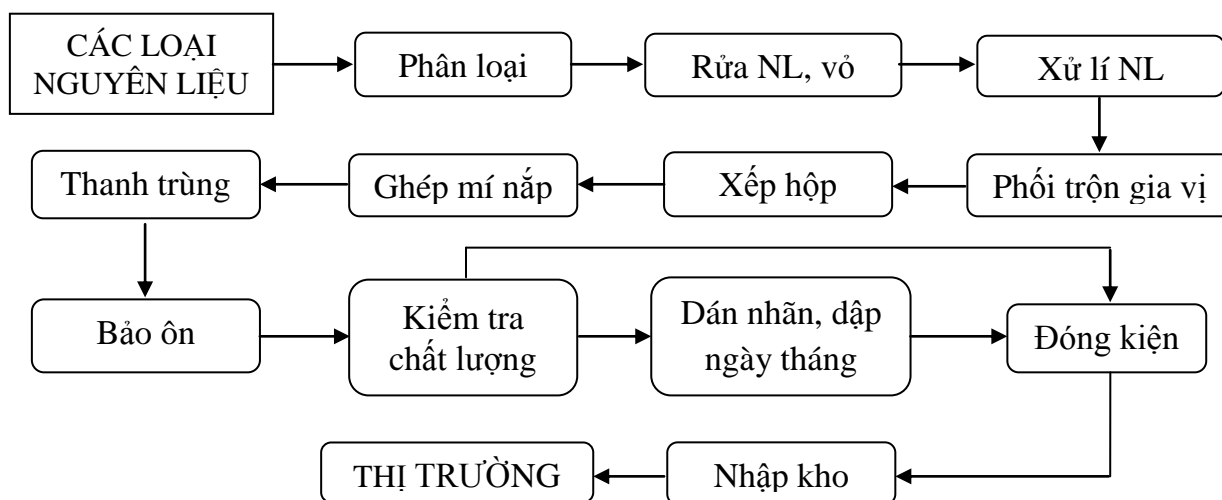 CÁC LOẠI
NGUYÊN LIỆU
Phân loại
Rửa NL, vỏ
Xử lí NL
Phối trộn gia vị
Xếp hộp
Ghép mí nắp
Thanh trùng
Bảo ôn
Kiểm tra
chất lượng
Dán nhãn, dập
ngày tháng
Đóng kiện
Nhập kho
THỊ TRƯỜNG